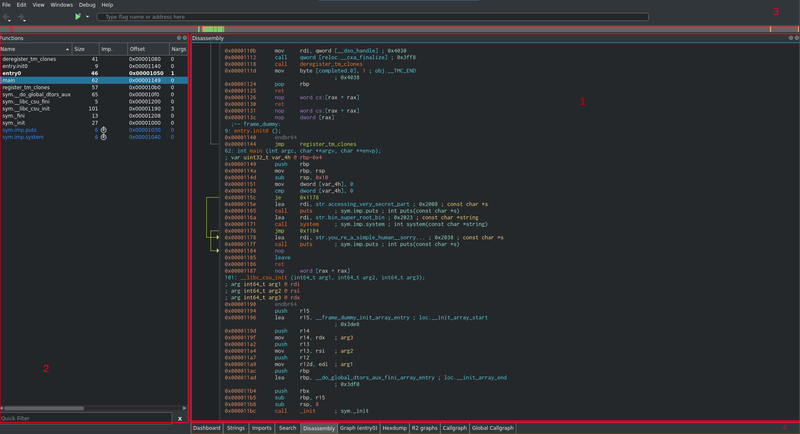 File Edit View Windows Debug Help
Type flag name or address here
3
Functions
Name Size Imp. Offset Nargs
deregister_tm_clones 41 0x00001080 0
entry.init0 9 0x00001140 0
entry0 46 0x00001050 1
main 62 0x00001149 0
register_tm_clones 57 0x000010b0 0
sym.__do_global_dtors_aux 65 0x000010f0 0
sym.__libc_csu_fini 5 0x00001200 0
sym.__libc_csu_init 101 0x00001190 3
sym._fini 13 0x00001208 0
sym._init 27 0x00001000 0
sym.imp.puts 6 0x00001030 0
sym.imp.system 6 0x00001040 0
2
Quick Filter X
Disassembly
1
0x0000110b mov rdi, qword [__dso_handle] ; 0x4030
0x00001112 call qword [reloc.__cxa_finalize] ; 0x3ff8
0x00001118 call deregister_tm_clones
0x0000111d mov byte [completed.0], 1 ; obj.__TMC_END
; 0x4038
0x00001124 pop rbp
0x00001125 ret
0x00001130 ret
0x00001131 nop word cs:[rax + rax]
0x0000113c nop dword [rax]
;-- frame_dummy:
9: entry.init0 ();
0x00001140 endbr64
0x00001144 jmp register_tm_clones
62: int main (int argc, char **argv, char **envp);
; var uint32_t var_4h @ rbp-0x4
0x00001149 push rbp
0x0000114a mov rbp, rsp
0x0000114d sub rsp, 0x10
0x00001151 mov dword [var_4h], 0
0x00001158 cmp dword [var_4h], 0
0x0000115c je 0x1178
0x0000115e lea rdi, str.accessing_very_secret_part ; 0x2008 ; const char *s
0x00001165 call puts ; sym.imp.puts ; int puts(const char *s)
0x0000116a lea rdi, str.bin_super_root_bin ; 0x2023 ; const char *string
0x00001171 call system ; sym.imp.system ; int system(const char *string)
0x00001176 jmp 0x1184
0x00001178 lea rdi, str.you_re_a_simple_human__sorry... ; 0x2038 ; const char *s
0x0000117f call puts ; sym.imp.puts ; int puts(const char *s)
0x00001184 nop
0x00001185 leave
0x00001186 ret
0x00001187 nop word [rax + rax]
101: __libc_csu_init (int64_t arg1, int64_t arg2, int64_t arg3);
; arg int64_t arg1 @ rdi
; arg int64_t arg2 @ rsi
; arg int64_t arg3 @ rdx
0x00001190 endbr64
0x00001194 push r15
0x00001196 lea r15, __frame_dummy_init_array_entry ; loc.__init_array_start
; 0x3de8
0x0000119d push r14
0x0000119f mov r14, rdx ; arg3
0x000011a2 push r13
0x000011a4 mov r13, rsi ; arg2
0x000011a7 push r12
0x000011a9 mov r12d, edi ; arg1
0x000011ac push rbp
0x000011ad lea rbp, __do_global_dtors_aux_fini_array_entry ; loc.__init_array_end
; 0x3df0
0x000011b4 push rbx
0x000011b5 sub rbp, r15
0x000011b8 sub rsp, 8
0x000011bc call _init ; sym._init
Dashboard Strings Imports Search Disassembly Graph (entry0) Hexdump R2 graphs Callgraph Global Callgraph 4